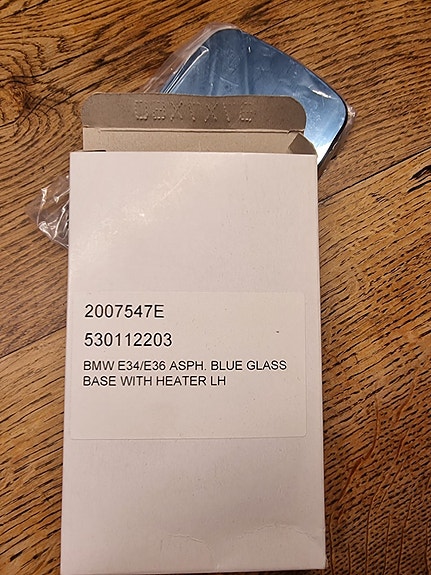 2007547E
530112203
BMW E34/E36 ASPH. BLUE GLASS
BASE WITH HEATER LH